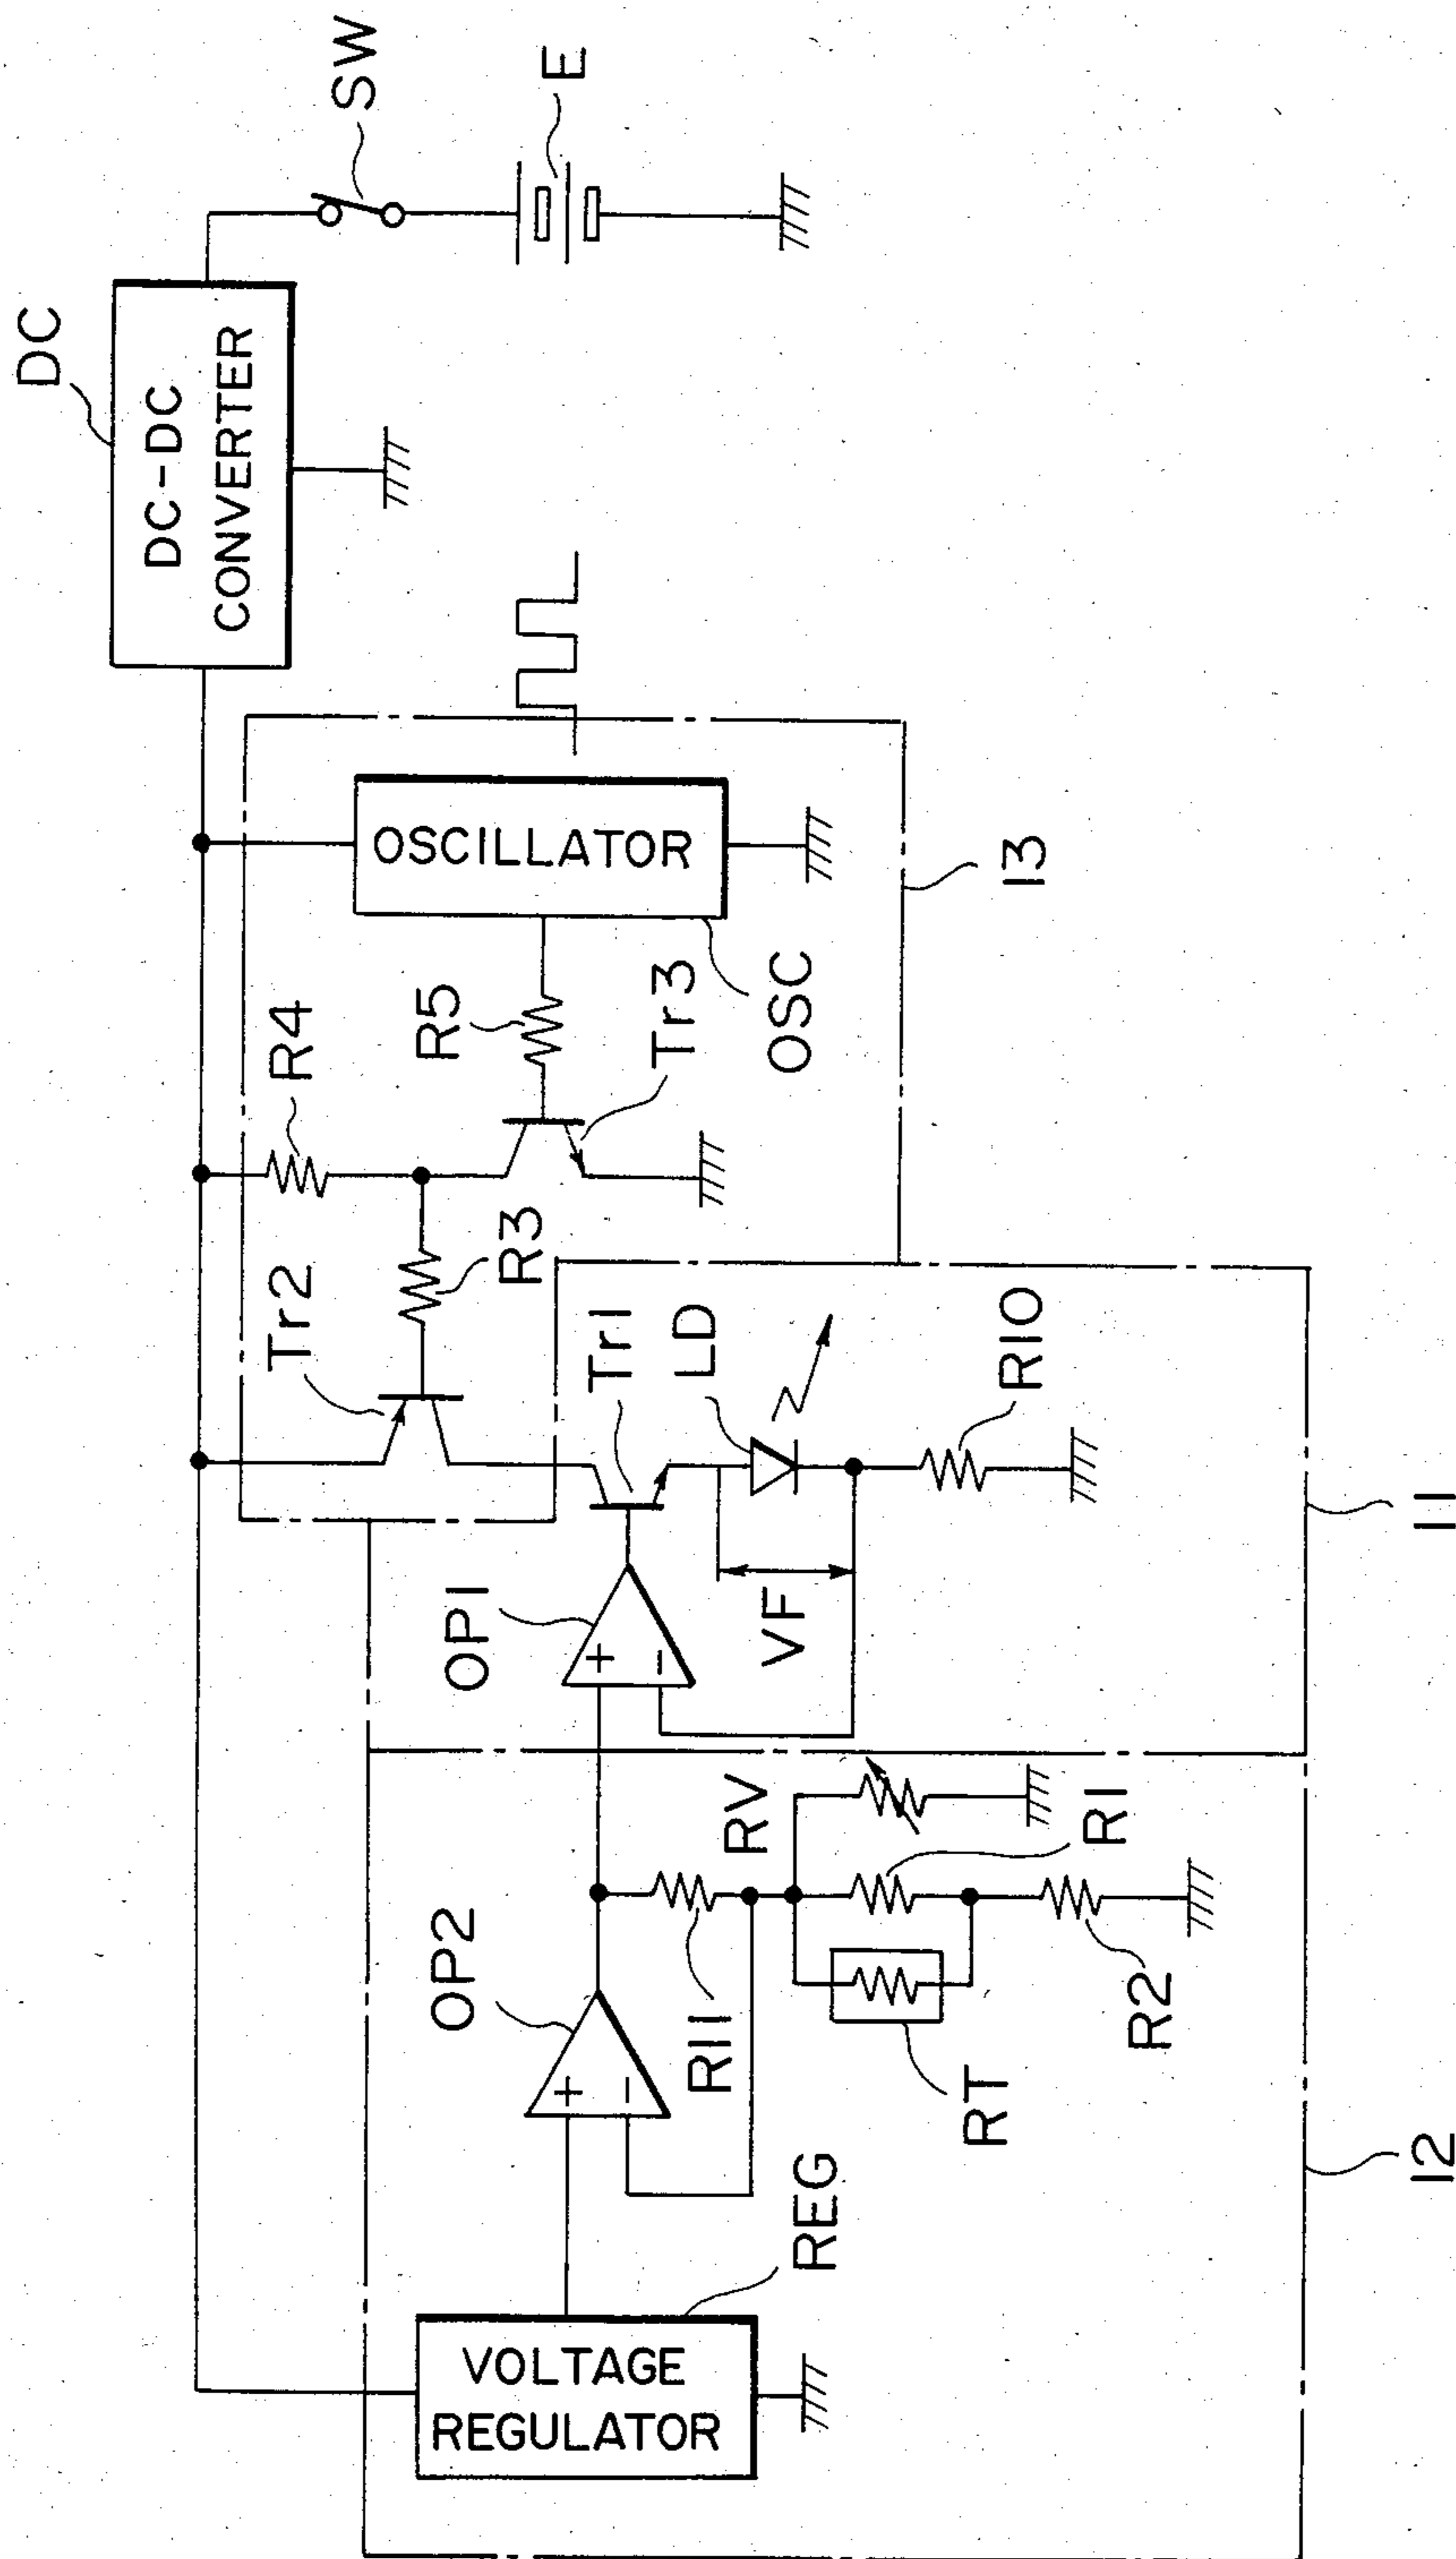 DC
SW
E
DC-DC
CONVERTER
R4
R5
Tr3
OSCILLATOR
OSC
13
Tr2
R3
Tr1
LD
R10
OP1
VF
11
OP2
R11
RV
R1
R2
RT
VOLTAGE
REGULATOR
REG
12
+
-
+
-